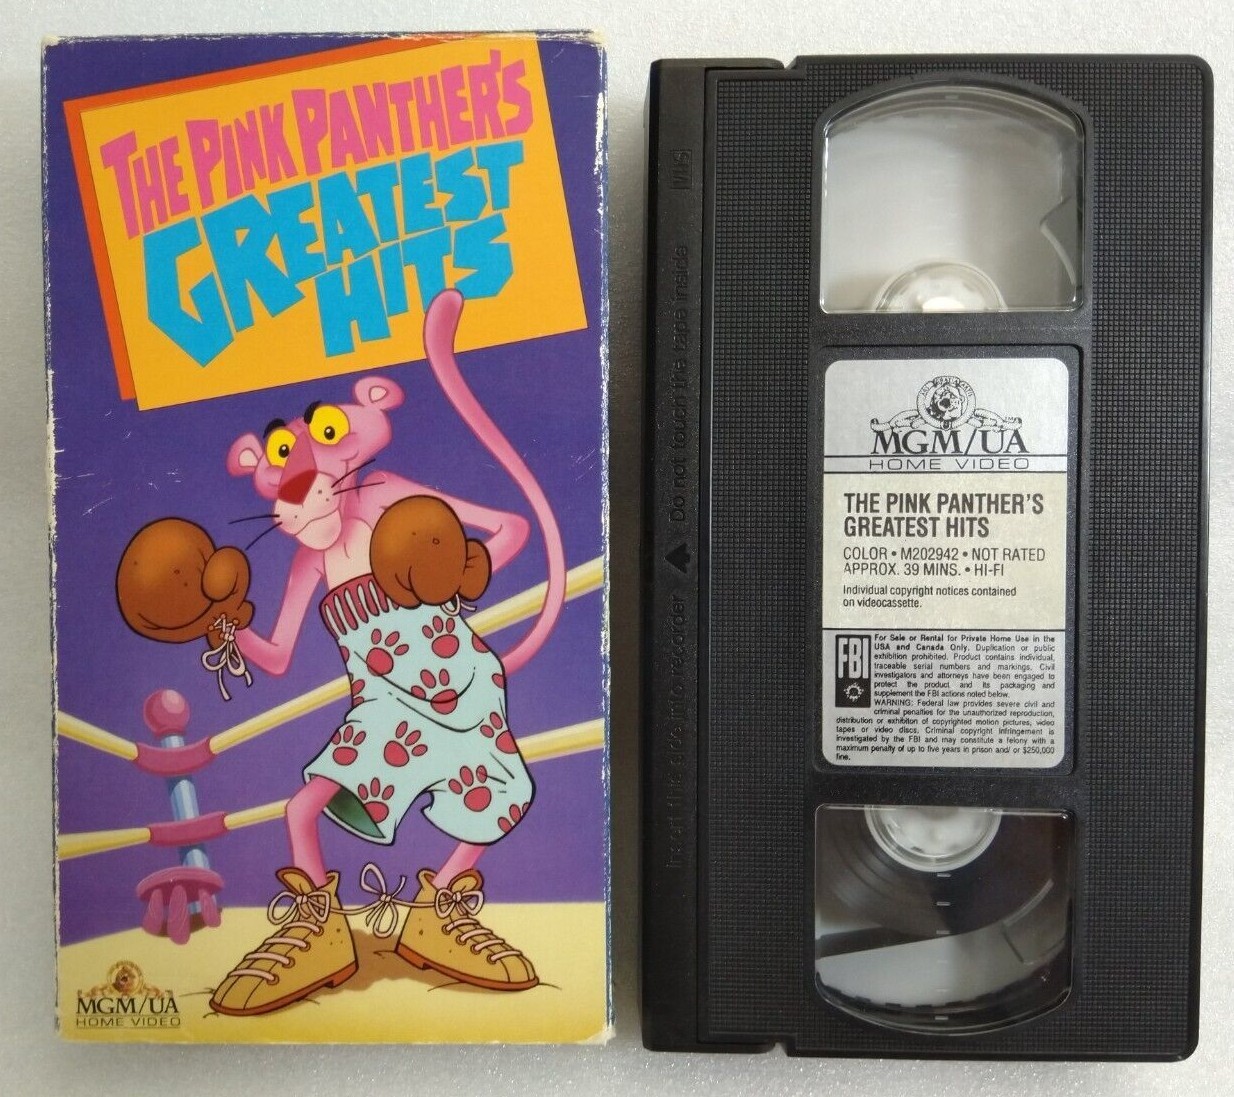 THE PINK PANTHER'S
GREATEST
HITS
MGM/UA
HOME VIDEO
VHS
Do not touch the tape inside
Insert this side into recorder
MGM/UA
HOME VIDEO
THE PINK PANTHER'S
GREATEST HITS
COLOR • M202942 • NOT RATED
APPROX. 39 MINS. • HI-FI
Individual copyright notices contained
on videocassette.
FBI
For Sale or Rental for Private Home Use in the
USA and Canada Only. Duplication or public
exhibition prohibited. Product contains individual,
traceable serial numbers and markings. Civil
investigators and attorneys have been engaged to
protect the product and its packaging and
supplement the FBI actions noted below.
WARNING: Federal law provides severe civil and
criminal penalties for the unauthorized reproduction,
distribution or exhibiton of copyrighted motion pictures, video
tapes or video discs. Criminal copyright infringement is
investigated by the FBI and may constitute a felony with a
maximum penalty of up to five years in prison and/ or $250,000
fine.